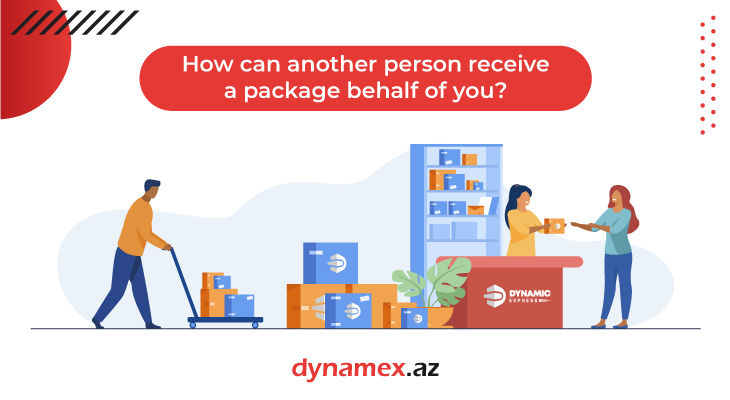 How can another person receive
a package behalf of you?
DYNAMIC
EXPRESS
dynamex.az